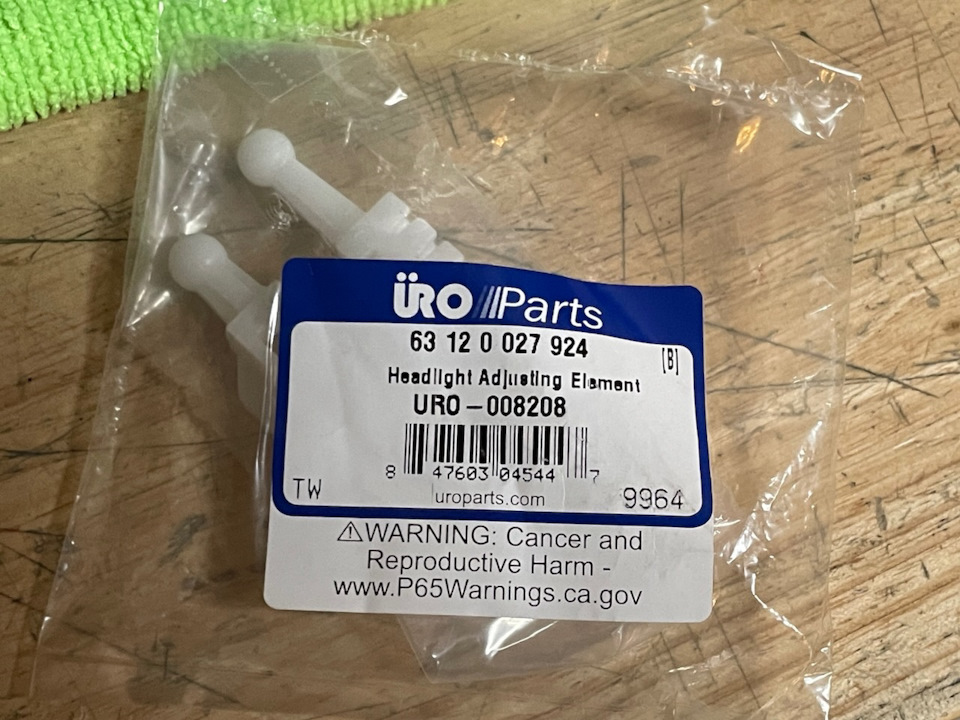 ÜRO Parts
63 12 0 027 924
[B]
Headlight Adjusting Element
URO-008208
8 47603 04544 7
TW
uroparts.com
9964
⚠WARNING: Cancer and
Reproductive Harm -
www.P65Warnings.ca.gov